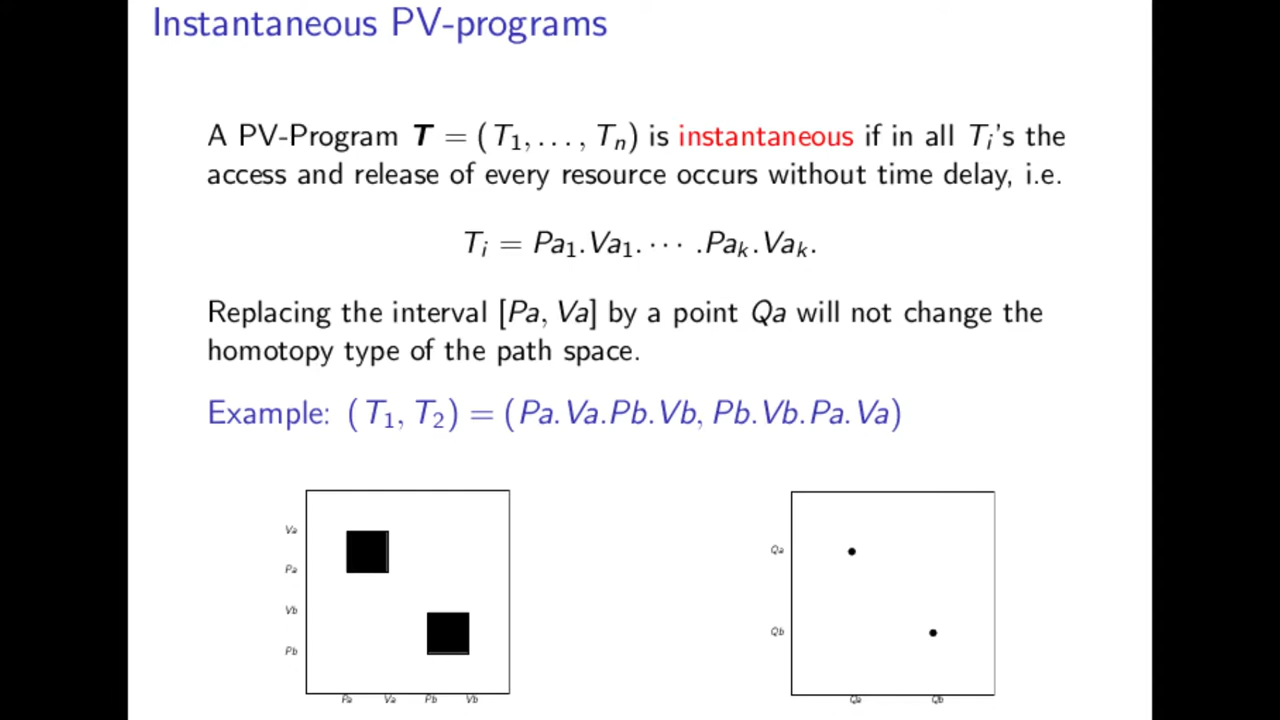 Instantaneous PV-programs
A PV-Program T = (T₁, . . . , Tₙ) is instantaneous if in all Tᵢ's the
access and release of every resource occurs without time delay, i.e.
Tᵢ = Pa₁.Va₁. · · · .Paₖ.Vaₖ.
Replacing the interval [Pa, Va] by a point Qa will not change the
homotopy type of the path space.
Example: (T₁, T₂) = (Pa.Va.Pb.Vb, Pb.Vb.Pa.Va)
Va
Pa
Vb
Pb
Pa Va Pb Vb
Qa
Qb
Qa Qb